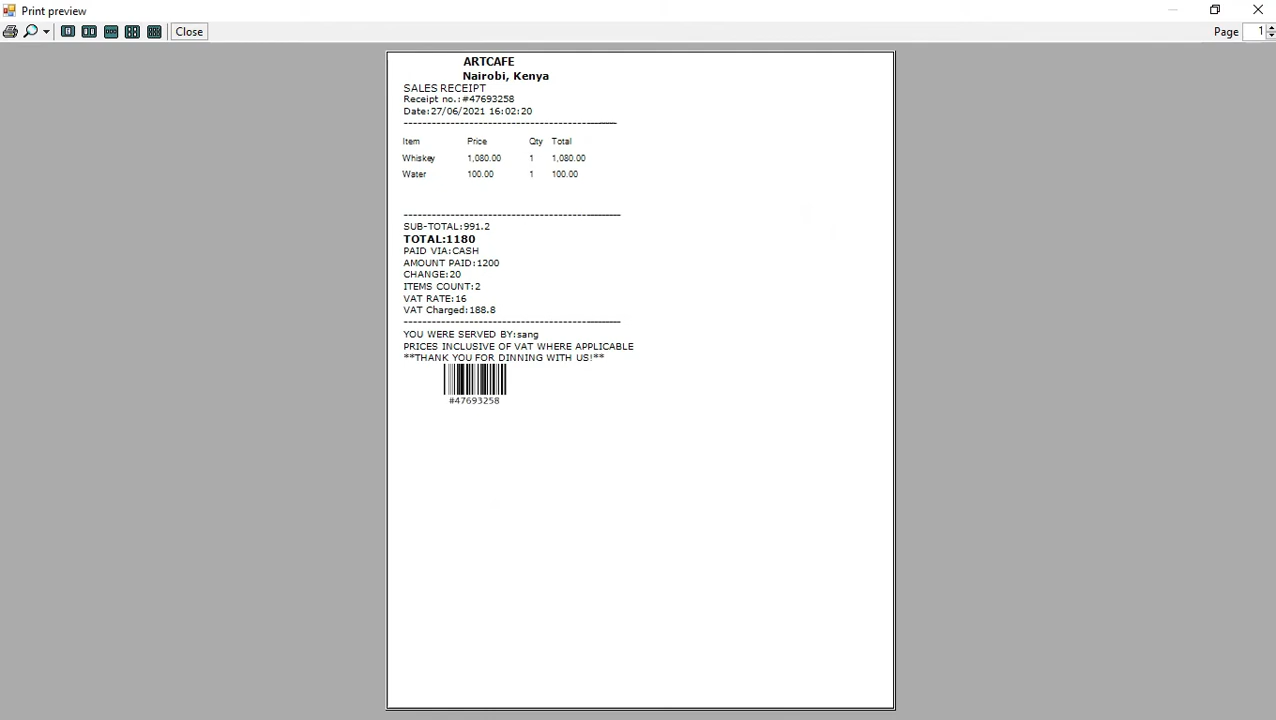 Print preview
Close
Page 1
ARTCAFE
Nairobi, Kenya
SALES RECEIPT
Receipt no.:#47693258
Date:27/06/2021 16:02:20
Item Price Qty Total
Whiskey 1,080.00 1 1,080.00
Water 100.00 1 100.00
SUB-TOTAL:991.2
TOTAL:1180
PAID VIA:CASH
AMOUNT PAID:1200
CHANGE:20
ITEMS COUNT:2
VAT RATE:16
VAT Charged:188.8
YOU WERE SERVED BY:sang
PRICES INCLUSIVE OF VAT WHERE APPLICABLE
**THANK YOU FOR DINNING WITH US!**
#47693258